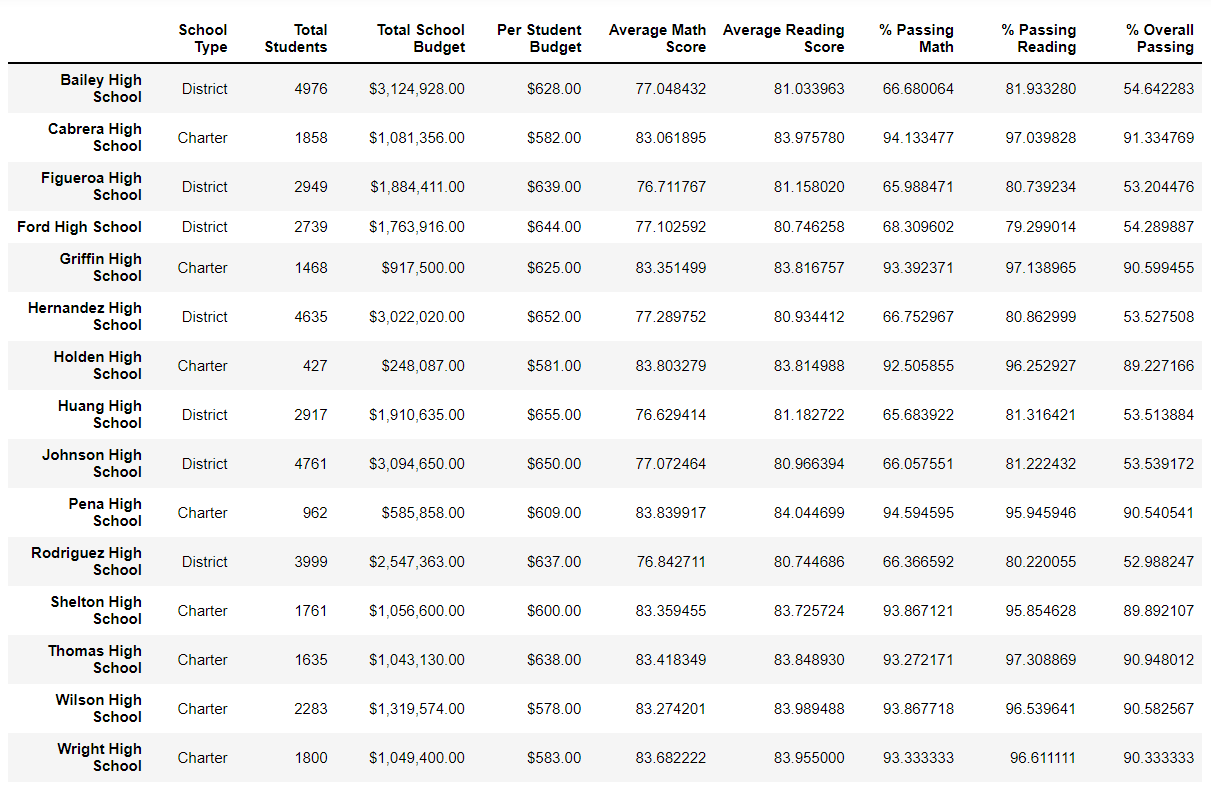 School Type Total Students Total School Budget Per Student Budget Average Math Score Average Reading Score % Passing Math % Passing Reading % Overall Passing
Bailey High School District 4976 $3,124,928.00 $628.00 77.048432 81.033963 66.680064 81.933280 54.642283
Cabrera High School Charter 1858 $1,081,356.00 $582.00 83.061895 83.975780 94.133477 97.039828 91.334769
Figueroa High School District 2949 $1,884,411.00 $639.00 76.711767 81.158020 65.988471 80.739234 53.204476
Ford High School District 2739 $1,763,916.00 $644.00 77.102592 80.746258 68.309602 79.299014 54.289887
Griffin High School Charter 1468 $917,500.00 $625.00 83.351499 83.816757 93.392371 97.138965 90.599455
Hernandez High School District 4635 $3,022,020.00 $652.00 77.289752 80.934412 66.752967 80.862999 53.527508
Holden High School Charter 427 $248,087.00 $581.00 83.803279 83.814988 92.505855 96.252927 89.227166
Huang High School District 2917 $1,910,635.00 $655.00 76.629414 81.182722 65.683922 81.316421 53.513884
Johnson High School District 4761 $3,094,650.00 $650.00 77.072464 80.966394 66.057551 81.222432 53.539172
Pena High School Charter 962 $585,858.00 $609.00 83.839917 84.044699 94.594595 95.945946 90.540541
Rodriguez High School District 3999 $2,547,363.00 $637.00 76.842711 80.744686 66.366592 80.220055 52.988247
Shelton High School Charter 1761 $1,056,600.00 $600.00 83.359455 83.725724 93.867121 95.854628 89.892107
Thomas High School Charter 1635 $1,043,130.00 $638.00 83.418349 83.848930 93.272171 97.308869 90.948012
Wilson High School Charter 2283 $1,319,574.00 $578.00 83.274201 83.989488 93.867718 96.539641 90.582567
Wright High School Charter 1800 $1,049,400.00 $583.00 83.682222 83.955000 93.333333 96.611111 90.333333